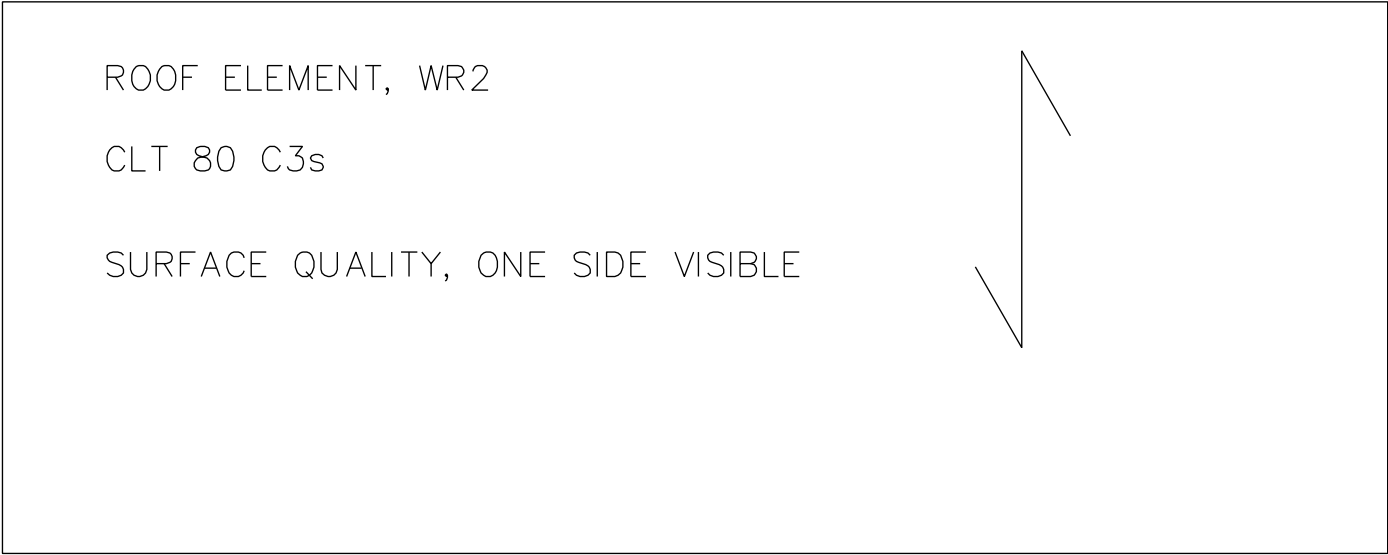 ROOF ELEMENT, WR2
CLT 80 C3s
SURFACE QUALITY, ONE SIDE VISIBLE